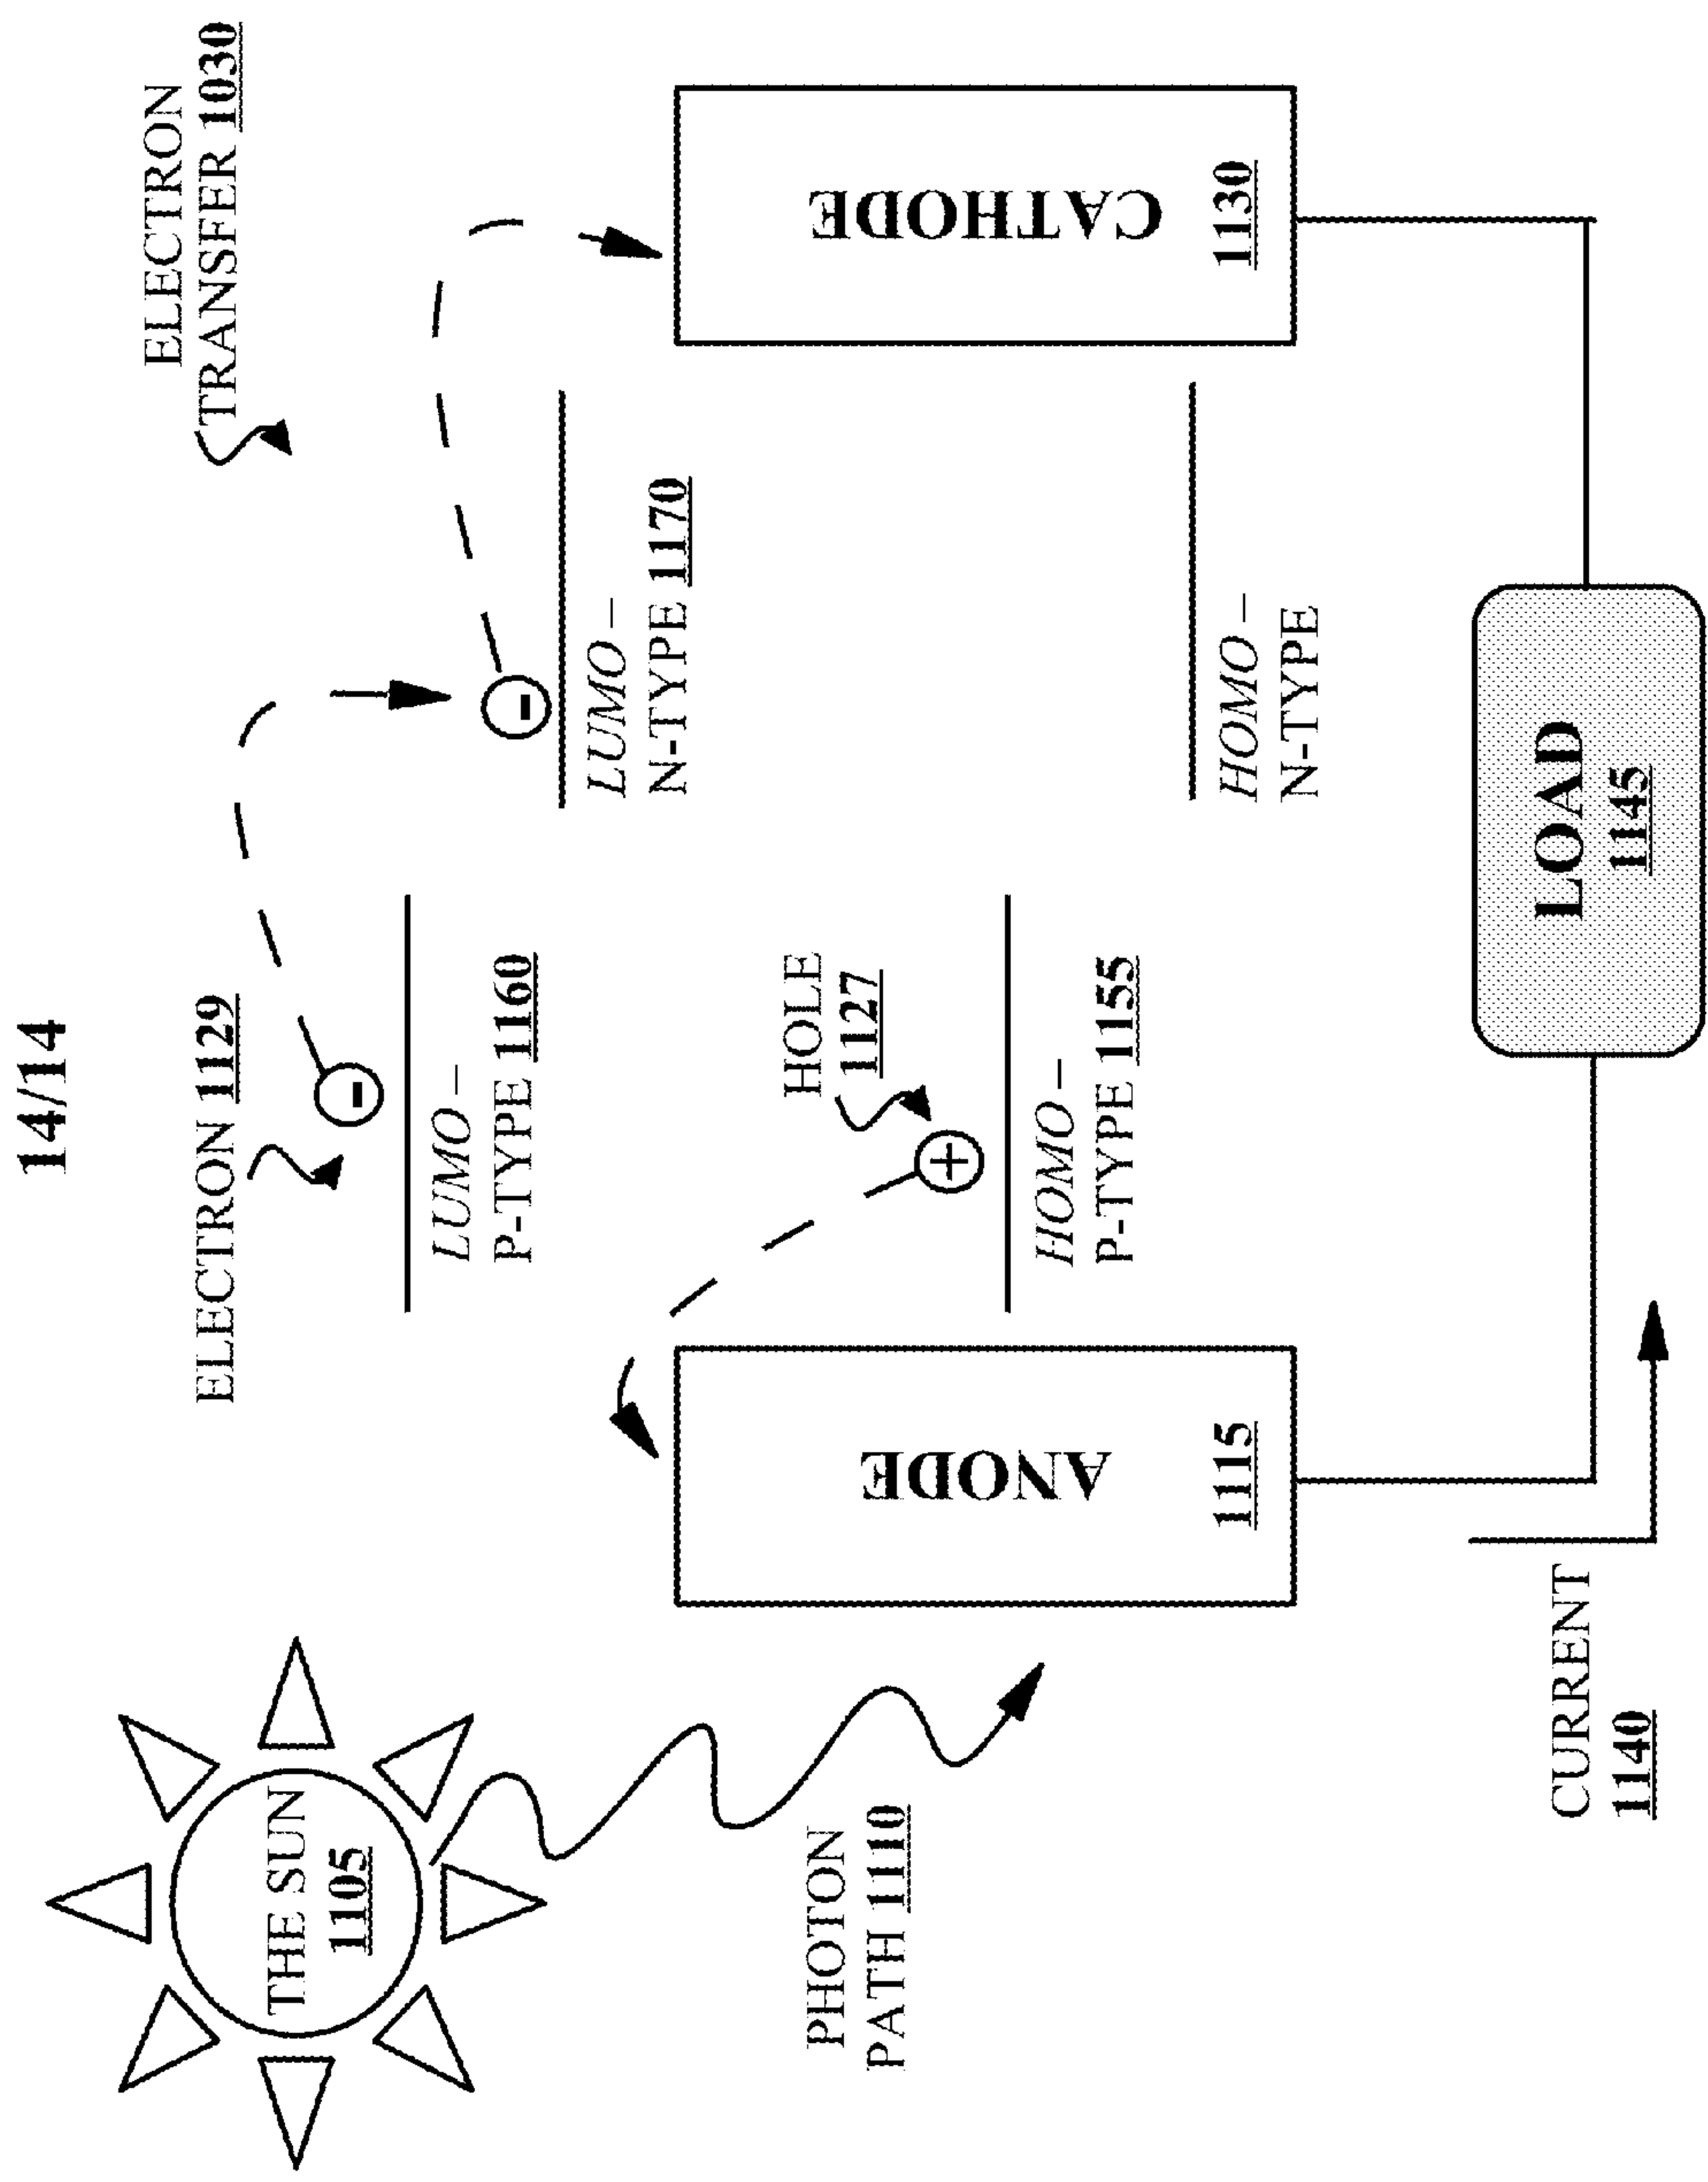 14/14
ELECTRON
TRANSFER 1030
ELECTRON 1129
THE SUN
1105
LUMO –
P-TYPE 1160
LUMO –
N-TYPE 1170
HOLE
1127
PHOTON
PATH 1110
ANODE
1115
HOMO –
P-TYPE 1155
CATHODE
1130
HOMO –
N-TYPE
CURRENT
1140
LOAD
1145